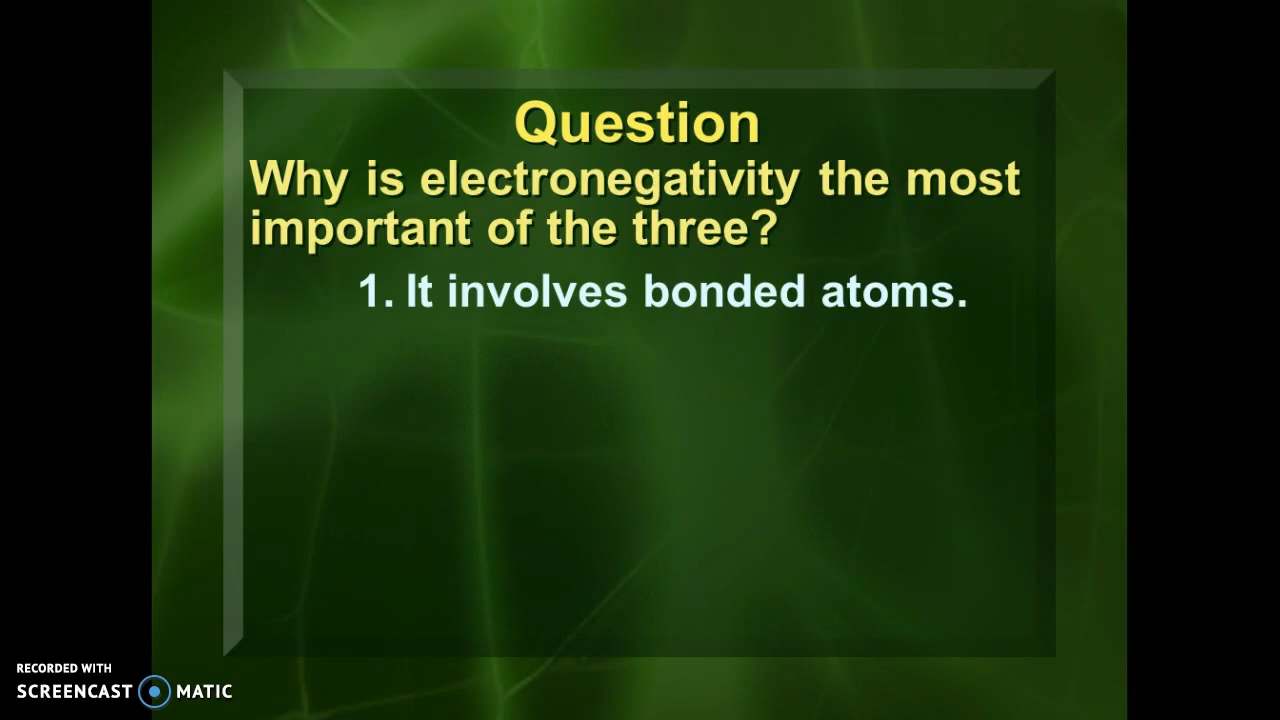 Question
Why is electronegativity the most
important of the three?
1. It involves bonded atoms.
RECORDED WITH
SCREENCAST MATIC